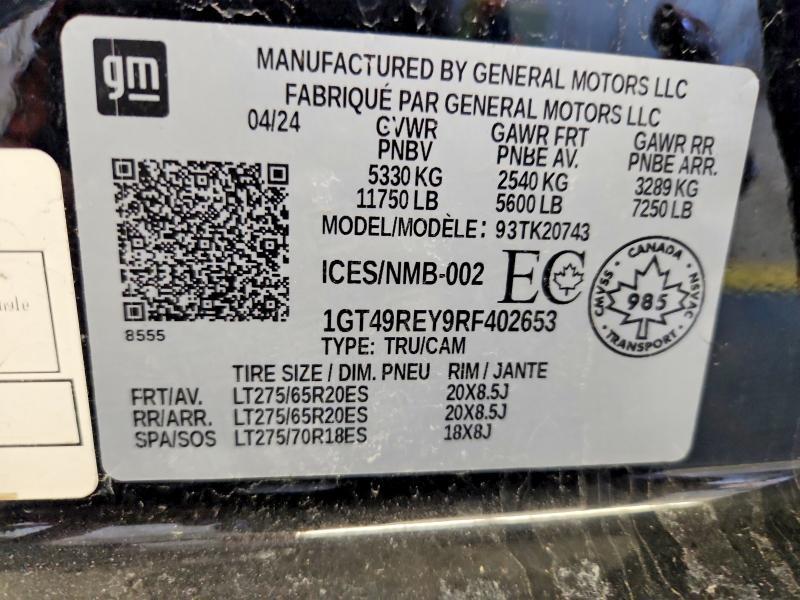 gm
MANUFACTURED BY GENERAL MOTORS LLC
FABRIQUÉ PAR GENERAL MOTORS LLC
04/24
GVWR GAWR FRT GAWR RR
PNBV PNBE AV. PNBE ARR.
5330 KG 2540 KG 3289 KG
11750 LB 5600 LB 7250 LB
MODEL/MODÈLE: 93TK20743
ICES/NMB-002 EC
CANADA
CMVSS 985 NSVAC
TRANSPORT
8555
1GT49REY9RF402653
TYPE: TRU/CAM
TIRE SIZE / DIM. PNEU RIM / JANTE
FRT/AV. LT275/65R20ES 20X8.5J
RR/ARR. LT275/65R20ES 20X8.5J
SPA/SOS LT275/70R18ES 18X8J